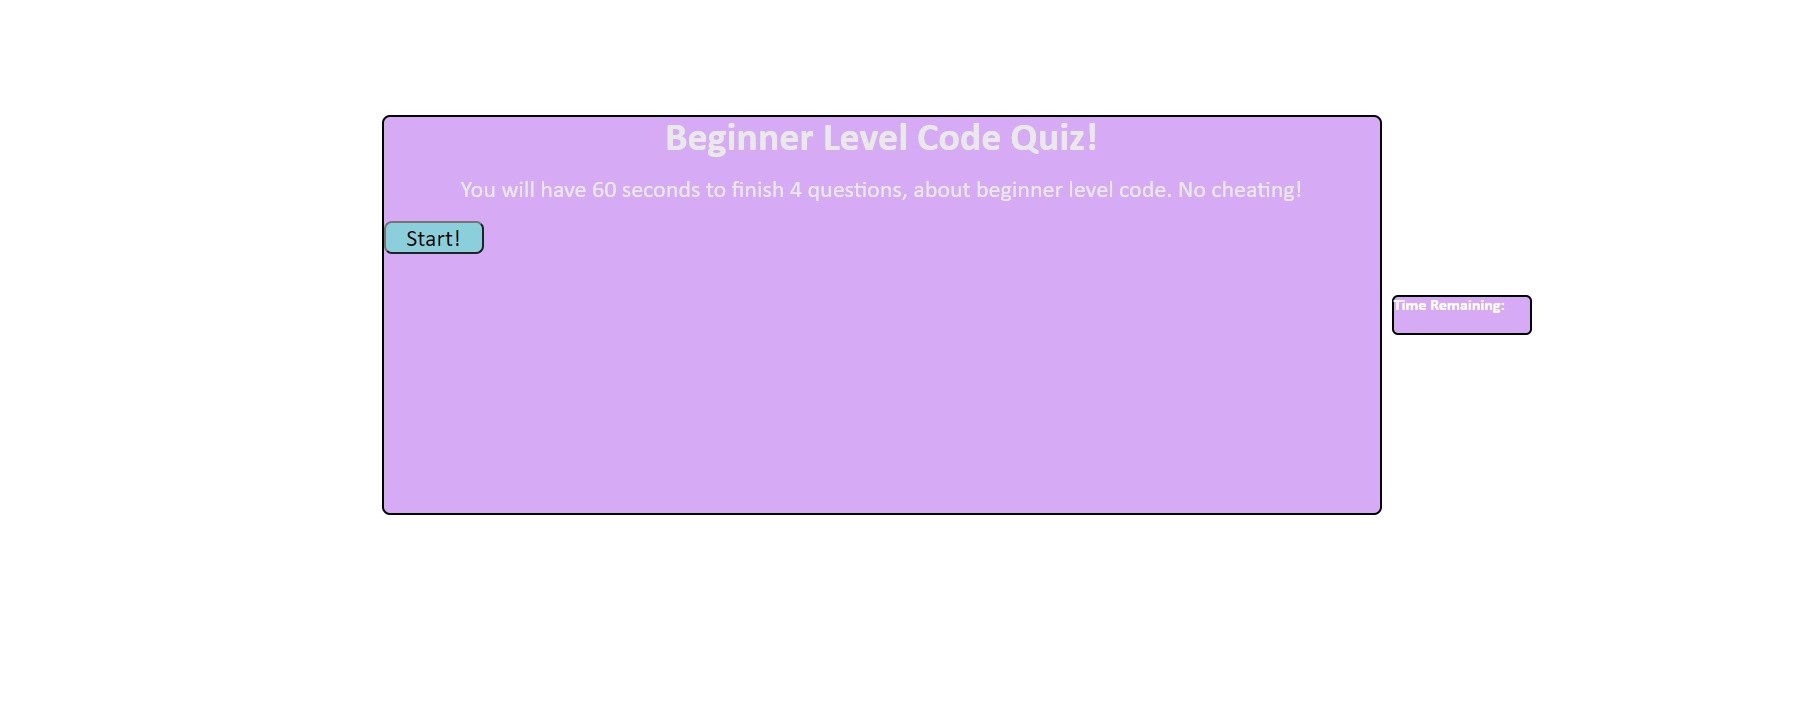 Beginner Level Code Quiz!
You will have 60 seconds to finish 4 questions, about beginner level code. No cheating!
Start!
Time Remaining: